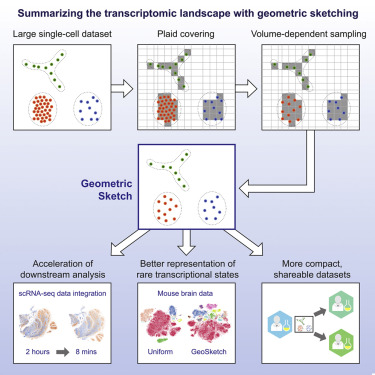 Summarizing the transcriptomic landscape with geometric sketching
Large single-cell dataset
Plaid covering
Volume-dependent sampling
Geometric
Sketch
Acceleration of
downstream analysis
Better representation of
rare transcriptional states
More compact,
shareable datasets
scRNA-seq data integration
2 hours
8 mins
Mouse brain data
Uniform
GeoSketch